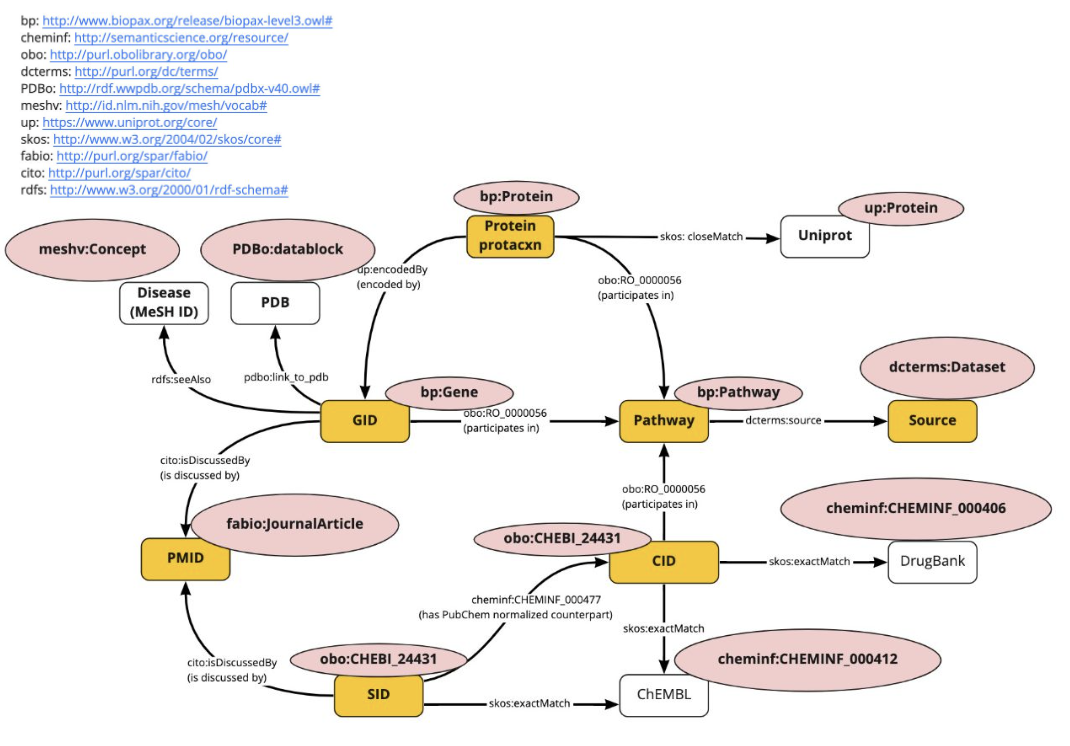 bp: http://www.biopax.org/release/biopax-level3.owl#
cheminf: http://semanticscience.org/resource/
obo: http://purl.obolibrary.org/obo/
dcterms: http://purl.org/dc/terms/
PDBo: http://rdf.wwpdb.org/schema/pdbx-v40.owl#
meshv: http://id.nlm.nih.gov/mesh/vocab#
up: https://www.uniprot.org/core/
skos: http://www.w3.org/2004/02/skos/core#
fabio: http://purl.org/spar/fabio/
cito: http://purl.org/spar/cito/
rdfs: http://www.w3.org/2000/01/rdf-schema#
bp:Protein
Protein
protacxn
up:Protein
skos: closeMatch
Uniprot
meshv:Concept
PDBo:datablock
up:encodedBy
(encoded by)
obo:RO_0000056
(participates in)
Disease
(MeSH ID)
PDB
rdfs:seeAlso
pdbo:link_to_pdb
dcterms:Dataset
bp:Gene
bp:Pathway
GID
obo:RO_0000056
(participates in)
Pathway
dcterms:source
Source
cito:isDiscussedBy
(is discussed by)
obo:RO_0000056
(participates in)
fabio:JournalArticle
cheminf:CHEMINF_000406
obo:CHEBI_24431
PMID
CID
skos:exactMatch
DrugBank
cheminf:CHEMINF_000477
(has PubChem normalized counterpart)
skos:exactMatch
cito:isDiscussedBy
(is discussed by)
obo:CHEBI_24431
cheminf:CHEMINF_000412
SID
skos:exactMatch
ChEMBL